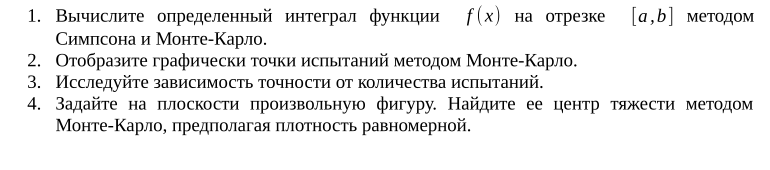 1. Вычислите определенный интеграл функции f(x) на отрезке [a,b] методом
Симпсона и Монте-Карло.
2. Отобразите графически точки испытаний методом Монте-Карло.
3. Исследуйте зависимость точности от количества испытаний.
4. Задайте на плоскости произвольную фигуру. Найдите ее центр тяжести методом
Монте-Карло, предполагая плотность равномерной.